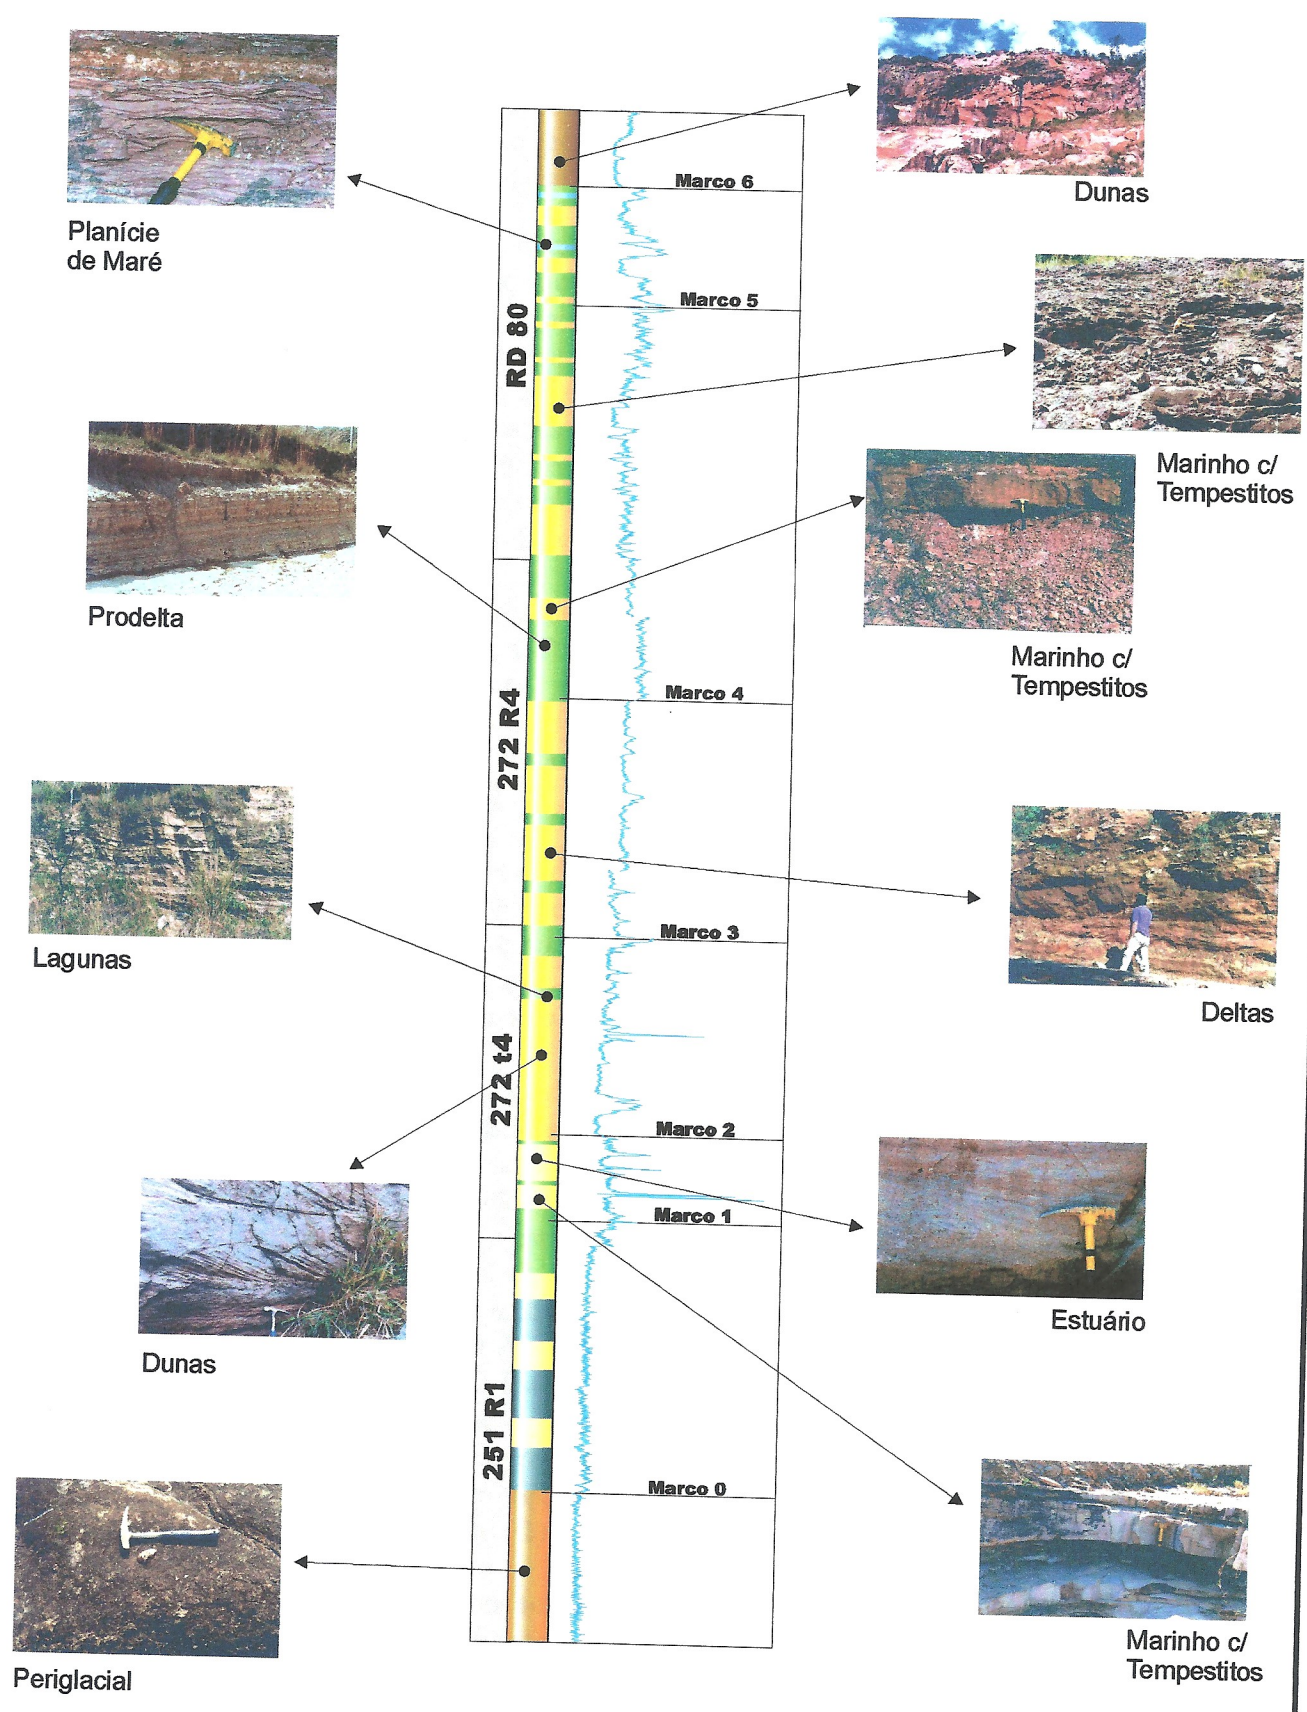 Dunas
Marco 6
Planície
de Maré
Marco 5
RD 80
Marinho c/
Tempestitos
Prodelta
Marinho c/
Tempestitos
Marco 4
272 R4
Marco 3
Lagunas
Deltas
272 t4
Marco 2
Marco 1
Estuário
Dunas
251 R1
Marco 0
Marinho c/
Tempestitos
Periglacial